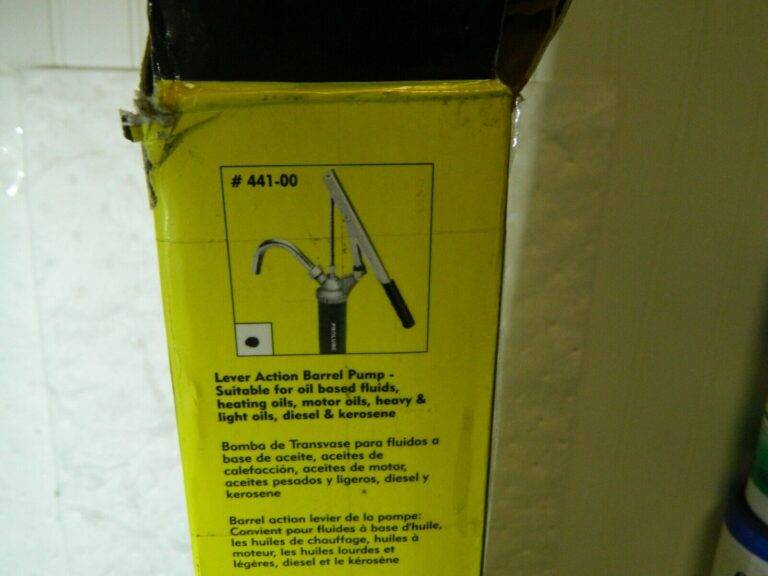 # 441-00
PROLUBE
Lever Action Barrel Pump -
Suitable for oil based fluids,
heating oils, motor oils, heavy &
light oils, diesel & kerosene
Bomba de Transvase para fluidos a
base de aceite, aceites de
calefacción, aceites de motor,
aceites pesados y ligeros, diesel y
kerosene
Barrel action levier de la pompe:
Convient pour fluides à base d'huile,
les huiles de chauffage, huiles à
moteur, les huiles lourdes et
légères, diesel et le kérosène